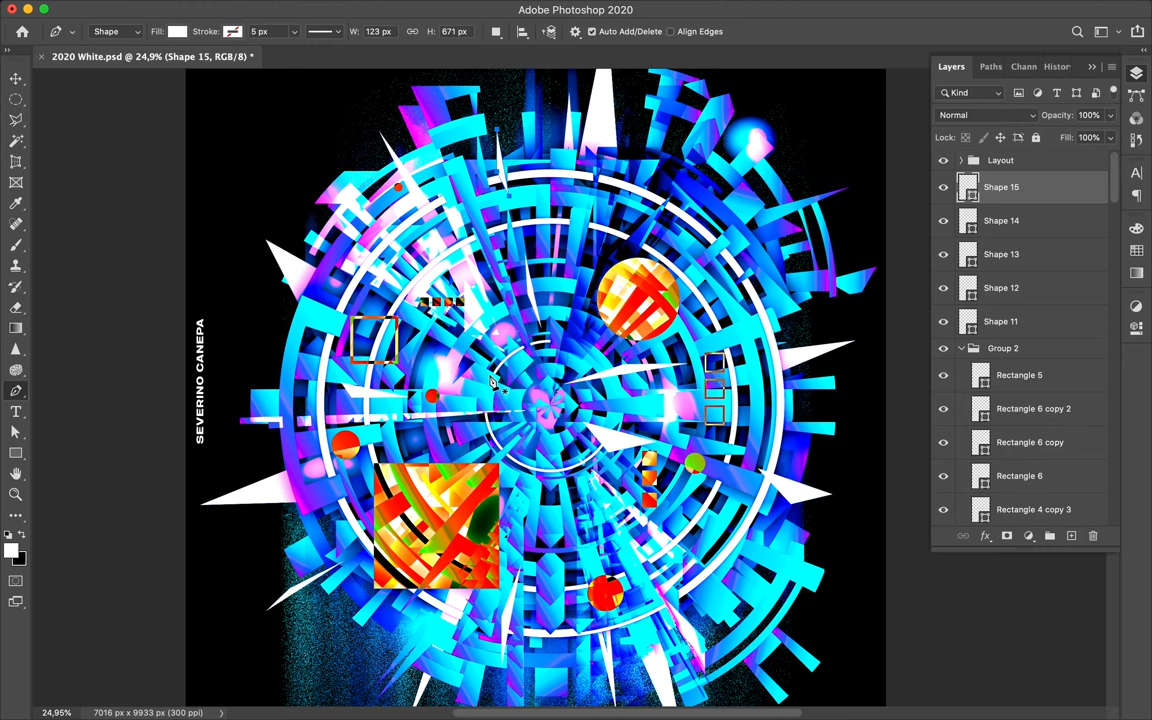 Adobe Photoshop 2020
Shape Fill: Stroke: 5 px W: 123 px H: 671 px Auto Add/Delete Align Edges
2020 White.psd @ 24,9% (Shape 15, RGB/8) *
Layers Paths Chann Histor
Kind
Normal Opacity: 100%
Lock: Fill: 100%
Layout
Shape 15
Shape 14
Shape 13
Shape 12
Shape 11
Group 2
Rectangle 5
Rectangle 6 copy 2
Rectangle 6 copy
Rectangle 6
Rectangle 4 copy 3
fx
SEVERINO CANEPA
24,95% 7016 px x 9933 px (300 ppi)